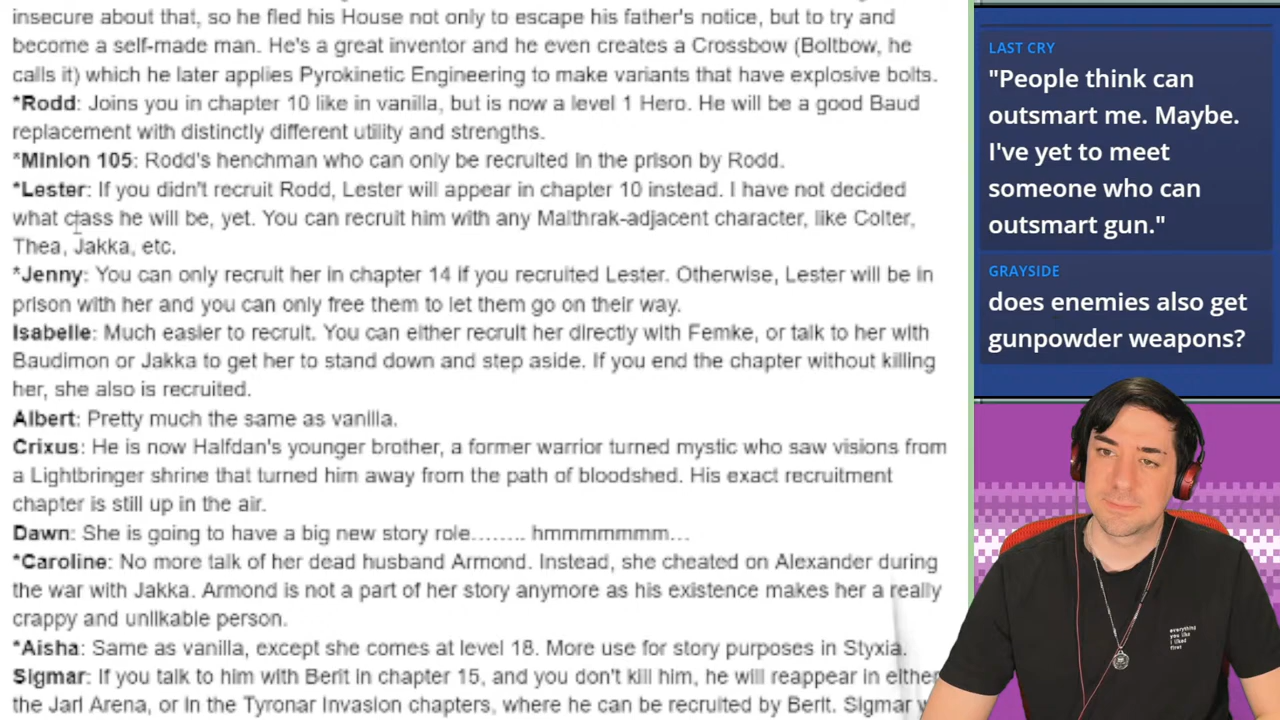 insecure about that, so he fled his House not only to escape his father's notice, but to try and
become a self-made man. He's a great inventor and he even creates a Crossbow (Boltbow, he
calls it) which he later applies Pyrokinetic Engineering to make variants that have explosive bolts.
*Rodd: Joins you in chapter 10 like in vanilla, but is now a level 1 Hero. He will be a good Baud
replacement with distinctly different utility and strengths.
*Minion 105: Rodd's henchman who can only be recruited in the prison by Rodd.
*Lester: If you didn't recruit Rodd, Lester will appear in chapter 10 instead. I have not decided
what class he will be, yet. You can recruit him with any Malthrak-adjacent character, like Colter,
Thea, Jakka, etc.
*Jenny: You can only recruit her in chapter 14 if you recruited Lester. Otherwise, Lester will be in
prison with her and you can only free them to let them go on their way.
Isabelle: Much easier to recruit. You can either recruit her directly with Femke, or talk to her with
Baudimon or Jakka to get her to stand down and step aside. If you end the chapter without killing
her, she also is recruited.
Albert: Pretty much the same as vanilla.
Crixus: He is now Halfdan's younger brother, a former warrior turned mystic who saw visions from
a Lightbringer shrine that turned him away from the path of bloodshed. His exact recruitment
chapter is still up in the air.
Dawn: She is going to have a big new story role........ hmmmmmmm...
*Caroline: No more talk of her dead husband Armond. Instead, she cheated on Alexander during
the war with Jakka. Armond is not a part of her story anymore as his existence makes her a really
crappy and unlikable person.
*Aisha: Same as vanilla, except she comes at level 18. More use for story purposes in Styxia.
Sigmar: If you talk to him with Berit in chapter 15, and you don't kill him, he will reappear in either
the Jarl Arena, or in the Tyronar Invasion chapters, where he can be recruited by Berit. Sigmar
LAST CRY
"People think can
outsmart me. Maybe.
I've yet to meet
someone who can
outsmart gun."
GRAYSIDE
does enemies also get
gunpowder weapons?
everything
you like
I liked
first